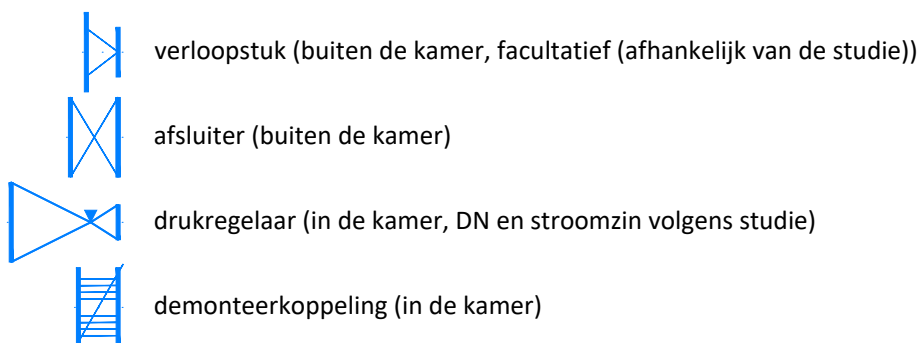 verloopstuk (buiten de kamer, facultatief (afhankelijk van de studie))
afsluiter (buiten de kamer)
drukregelaar (in de kamer, DN en stroomzin volgens studie)
demonteerkoppeling (in de kamer)